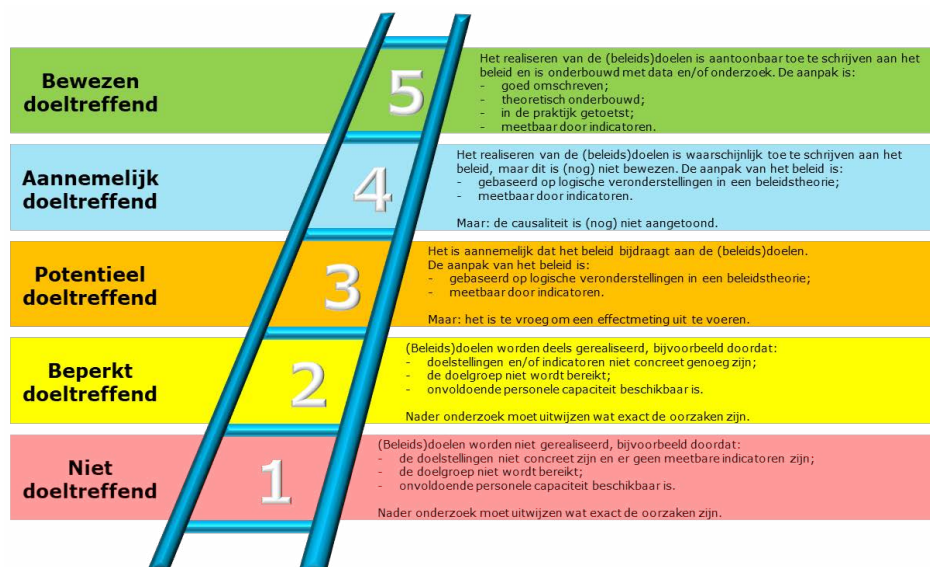 Bewezen
doeltreffend
5
Het realiseren van de (beleids)doelen is aantoonbaar toe te schrijven aan het
beleid en is onderbouwd met data en/of onderzoek. De aanpak is:
- goed omschreven;
- theoretisch onderbouwd;
- in de praktijk getoetst;
- meetbaar door indicatoren.
Aannemelijk
doeltreffend
4
Het realiseren van de (beleids)doelen is waarschijnlijk toe te schrijven aan het
beleid, maar dit is (nog) niet bewezen. De aanpak van het beleid is:
- gebaseerd op logische veronderstellingen in een beleidstheorie;
- meetbaar door indicatoren.
Maar: de causaliteit is (nog) niet aangetoond.
Potentieel
doeltreffend
3
Het is aannemelijk dat het beleid bijdraagt aan de (beleids)doelen.
De aanpak van het beleid is:
- gebaseerd op logische veronderstellingen in een beleidstheorie;
- meetbaar door indicatoren.
Maar: het is te vroeg om een effectmeting uit te voeren.
Beperkt
doeltreffend
2
(Beleids)doelen worden deels gerealiseerd, bijvoorbeeld doordat:
- doelstellingen en/of indicatoren niet concreet genoeg zijn;
- de doelgroep niet wordt bereikt;
- onvoldoende personele capaciteit beschikbaar is.
Nader onderzoek moet uitwijzen wat exact de oorzaken zijn.
Niet
doeltreffend
1
(Beleids)doelen worden niet gerealiseerd, bijvoorbeeld doordat:
- de doelstellingen niet concreet zijn en er geen meetbare indicatoren zijn;
- de doelgroep niet wordt bereikt;
- onvoldoende personele capaciteit beschikbaar is.
Nader onderzoek moet uitwijzen wat exact de oorzaken zijn.